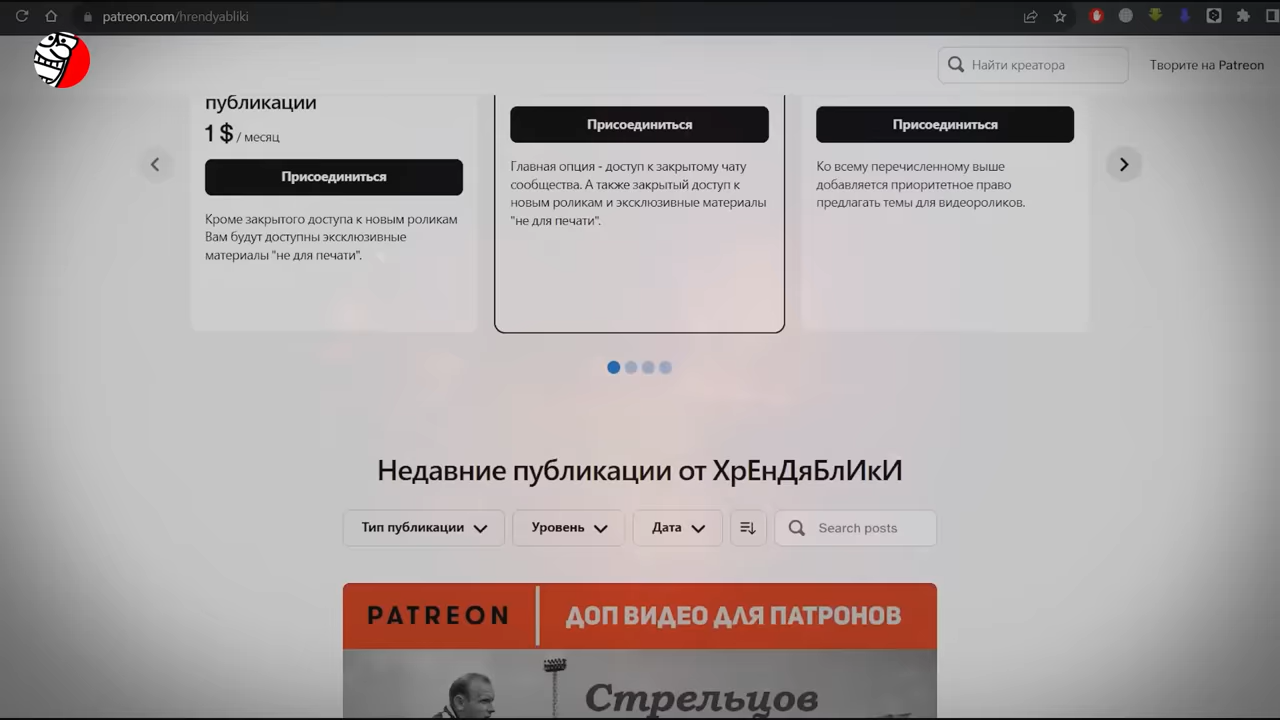 patreon.com/hrendyabliki
Найти креатора
Творите на Patreon
публикации
1 $ / месяц
Присоединиться
Кроме закрытого доступа к новым роликам
Вам будут доступны эксклюзивные
материалы "не для печати".
Присоединиться
Главная опция - доступ к закрытому чату
сообщества. А также закрытый доступ к
новым роликам и эксклюзивные материалы
"не для печати".
Присоединиться
Ко всему перечисленному выше
добавляется приоритетное право
предлагать темы для видеороликов.
Недавние публикации от ХрЕнДяБлИкИ
Тип публикации
Уровень
Дата
Search posts
PATREON
ДОП ВИДЕО ДЛЯ ПАТРОНОВ
Стрельцов